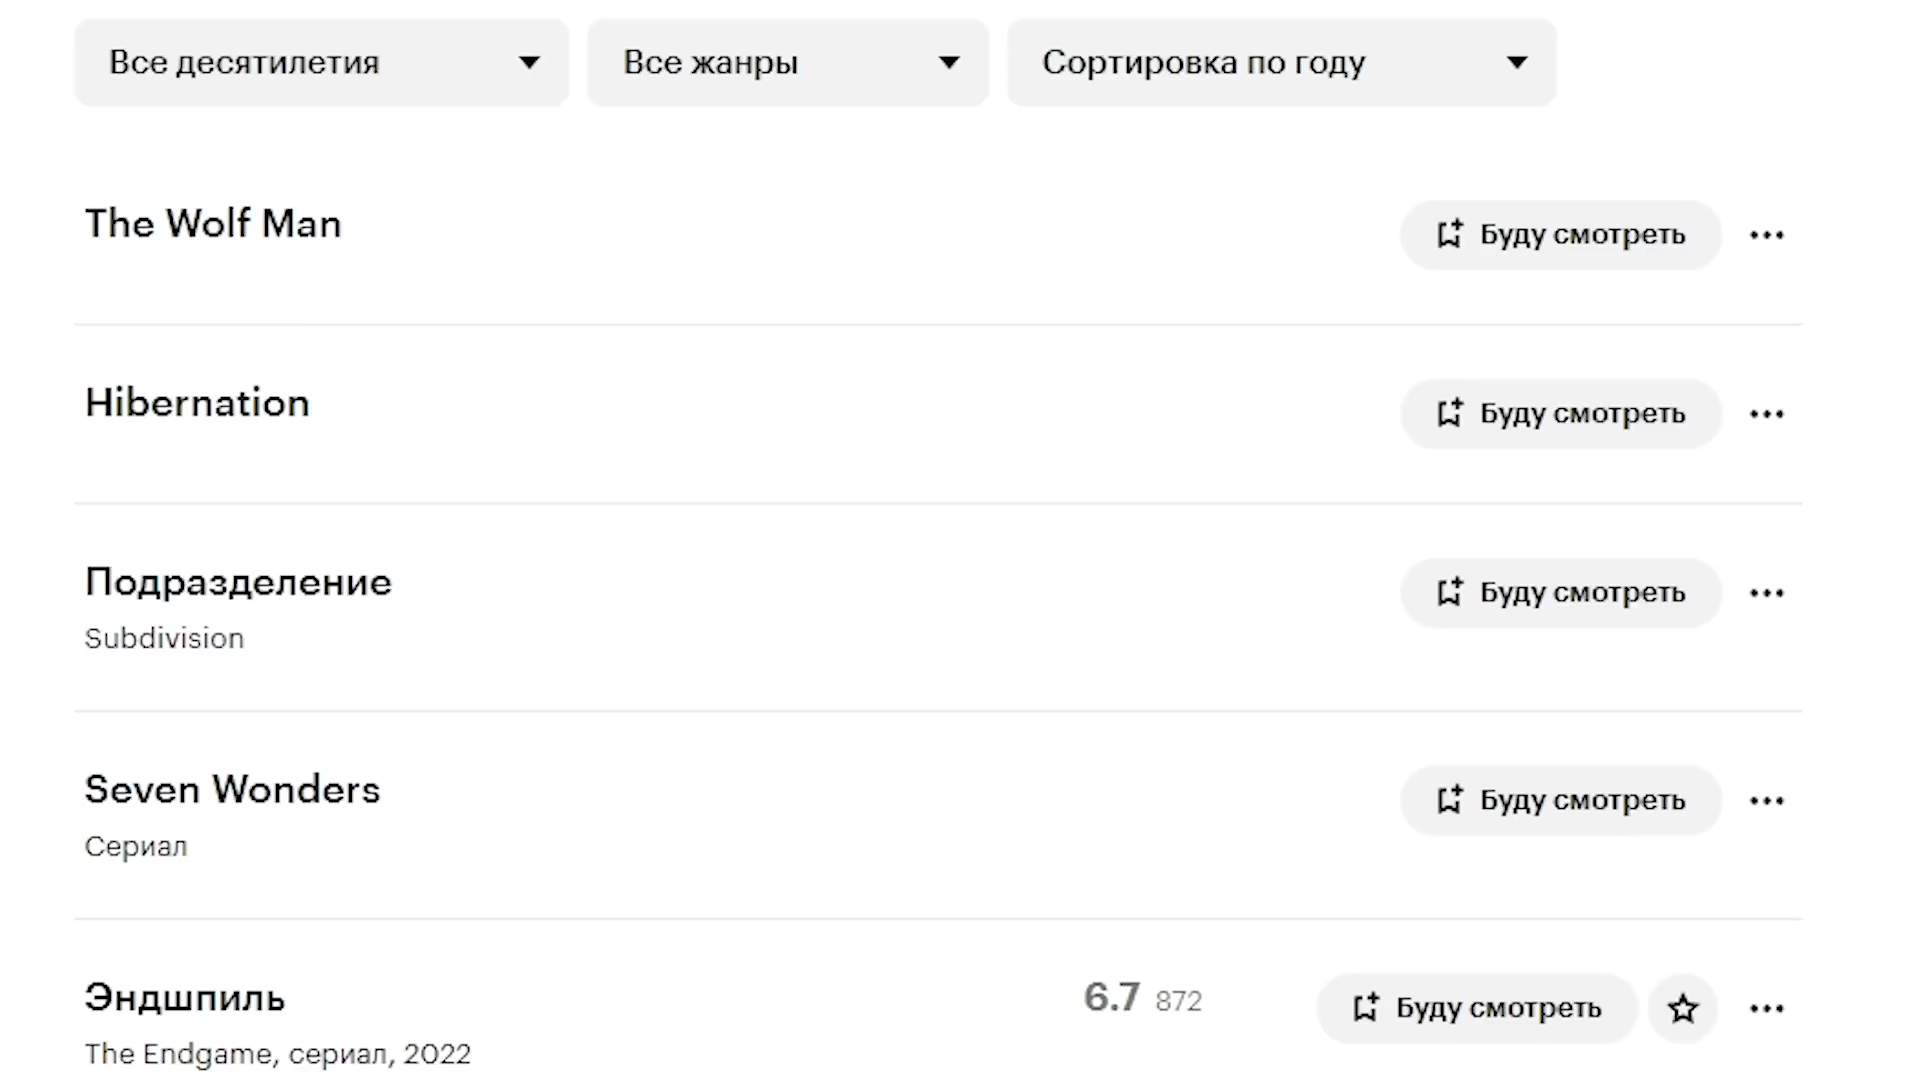 Все десятилетия
Все жанры
Сортировка по году
The Wolf Man
Буду смотреть
Hibernation
Буду смотреть
Подразделение
Буду смотреть
Subdivision
Seven Wonders
Буду смотреть
Сериал
Эндшпиль
6.7 872
Буду смотреть
The Endgame, сериал, 2022